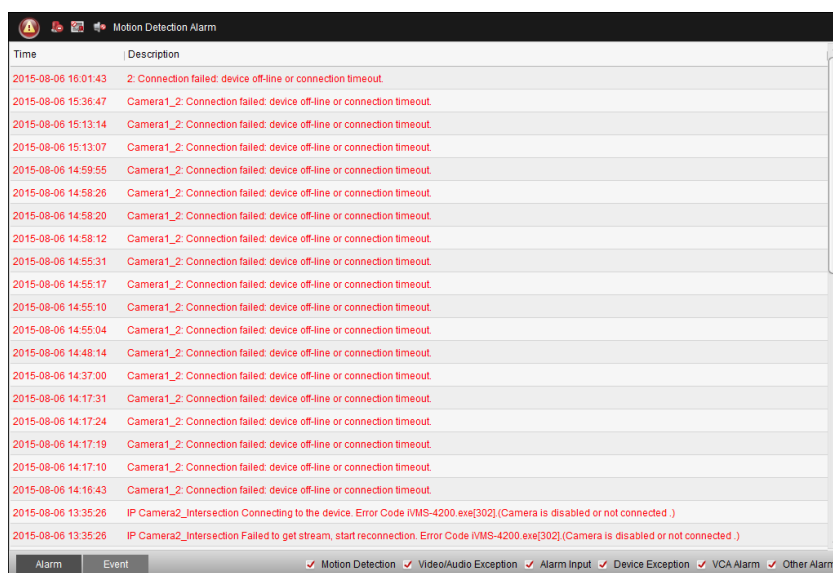 Motion Detection Alarm
Time Description
2015-08-06 16:01:43 2: Connection failed: device off-line or connection timeout.
2015-08-06 15:36:47 Camera1_2: Connection failed: device off-line or connection timeout.
2015-08-06 15:13:14 Camera1_2: Connection failed: device off-line or connection timeout.
2015-08-06 15:13:07 Camera1_2: Connection failed: device off-line or connection timeout.
2015-08-06 14:59:55 Camera1_2: Connection failed: device off-line or connection timeout.
2015-08-06 14:58:26 Camera1_2: Connection failed: device off-line or connection timeout.
2015-08-06 14:58:20 Camera1_2: Connection failed: device off-line or connection timeout.
2015-08-06 14:58:12 Camera1_2: Connection failed: device off-line or connection timeout.
2015-08-06 14:55:31 Camera1_2: Connection failed: device off-line or connection timeout.
2015-08-06 14:55:17 Camera1_2: Connection failed: device off-line or connection timeout.
2015-08-06 14:55:10 Camera1_2: Connection failed: device off-line or connection timeout.
2015-08-06 14:55:04 Camera1_2: Connection failed: device off-line or connection timeout.
2015-08-06 14:48:14 Camera1_2: Connection failed: device off-line or connection timeout.
2015-08-06 14:37:00 Camera1_2: Connection failed: device off-line or connection timeout.
2015-08-06 14:17:31 Camera1_2: Connection failed: device off-line or connection timeout.
2015-08-06 14:17:24 Camera1_2: Connection failed: device off-line or connection timeout.
2015-08-06 14:17:19 Camera1_2: Connection failed: device off-line or connection timeout.
2015-08-06 14:17:10 Camera1_2: Connection failed: device off-line or connection timeout.
2015-08-06 14:16:43 Camera1_2: Connection failed: device off-line or connection timeout.
2015-08-06 13:35:26 IP Camera2_Intersection Connecting to the device. Error Code iVMS-4200.exe[302].(Camera is disabled or not connected .)
2015-08-06 13:35:26 IP Camera2_Intersection Failed to get stream, start reconnection. Error Code iVMS-4200.exe[302].(Camera is disabled or not connected .)
Alarm Event Motion Detection Video/Audio Exception Alarm Input Device Exception VCA Alarm Other Alarm